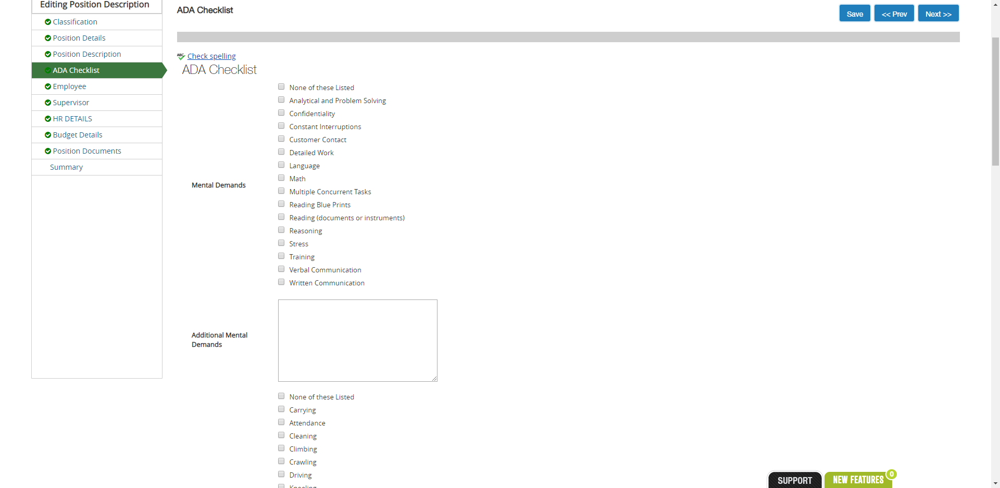 Editing Position Description
Classification
Position Details
Position Description
ADA Checklist
Employee
Supervisor
HR DETAILS
Budget Details
Position Documents
Summary
ADA Checklist
Save
<< Prev
Next >>
ABC Check spelling
ADA Checklist
Mental Demands
None of these Listed
Analytical and Problem Solving
Confidentiality
Constant Interruptions
Customer Contact
Detailed Work
Language
Math
Multiple Concurrent Tasks
Reading Blue Prints
Reading (documents or instruments)
Reasoning
Stress
Training
Verbal Communication
Written Communication
Additional Mental
Demands
None of these Listed
Carrying
Attendance
Cleaning
Climbing
Crawling
Driving
Kneeling
SUPPORT
NEW FEATURES
0